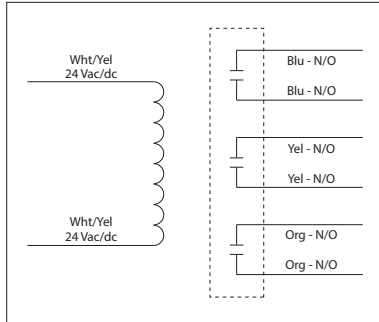 Wht/Yel
24 Vac/dc
Wht/Yel
24 Vac/dc
Blu - N/O
Blu - N/O
Yel - N/O
Yel - N/O
Org - N/O
Org - N/O